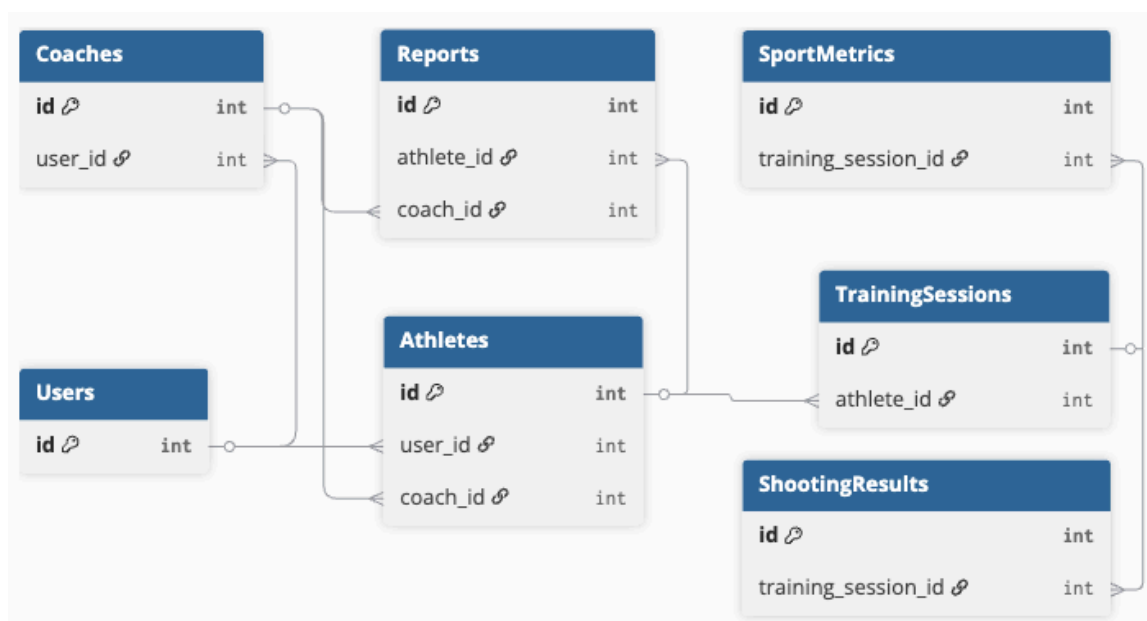 Coaches
id int
user_id int
Reports
id int
athlete_id int
coach_id int
SportMetrics
id int
training_session_id int
Users
id int
Athletes
id int
user_id int
coach_id int
TrainingSessions
id int
athlete_id int
ShootingResults
id int
training_session_id int